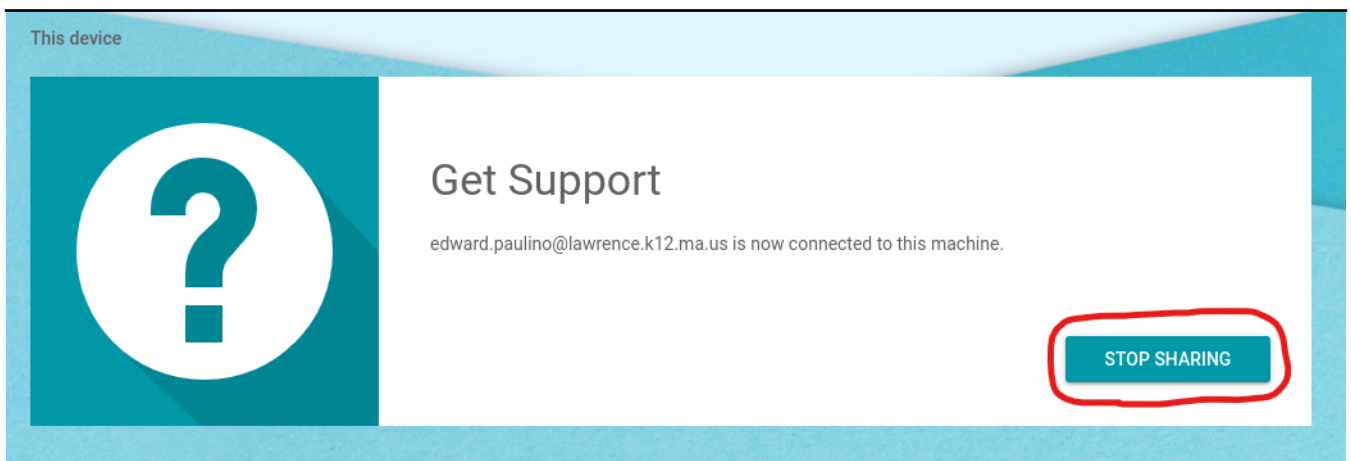 This device
Get Support
edward.paulino@lawrence.k12.ma.us is now connected to this machine.
STOP SHARING